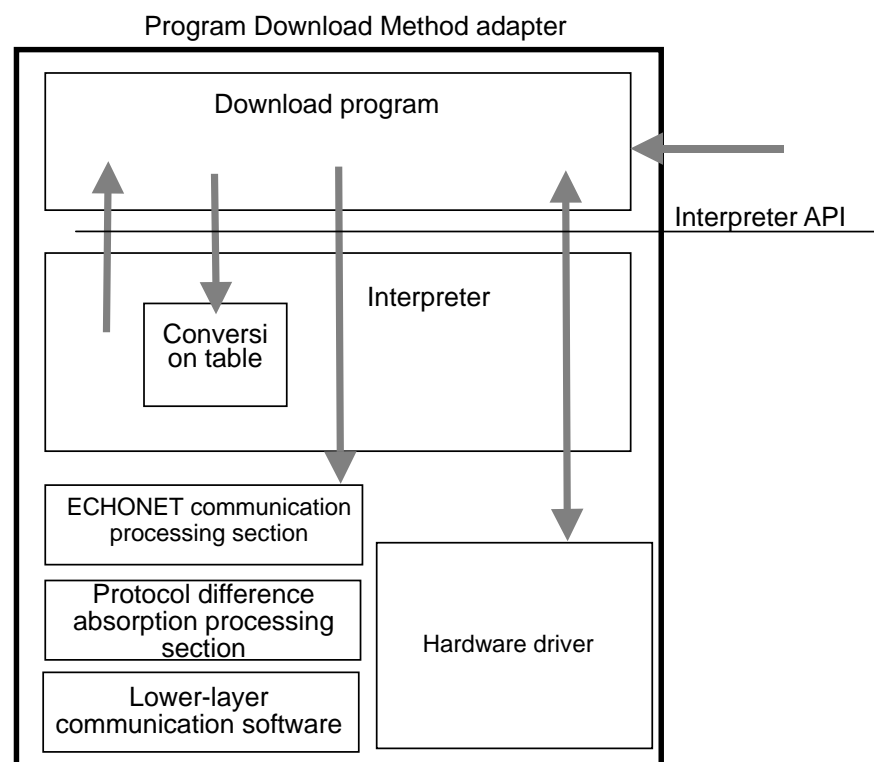 Program Download Method adapter
Download program
Interpreter API
Interpreter
Conversi
on table
ECHONET communication
processing section
Protocol difference
absorption processing
section
Hardware driver
Lower-layer
communication software